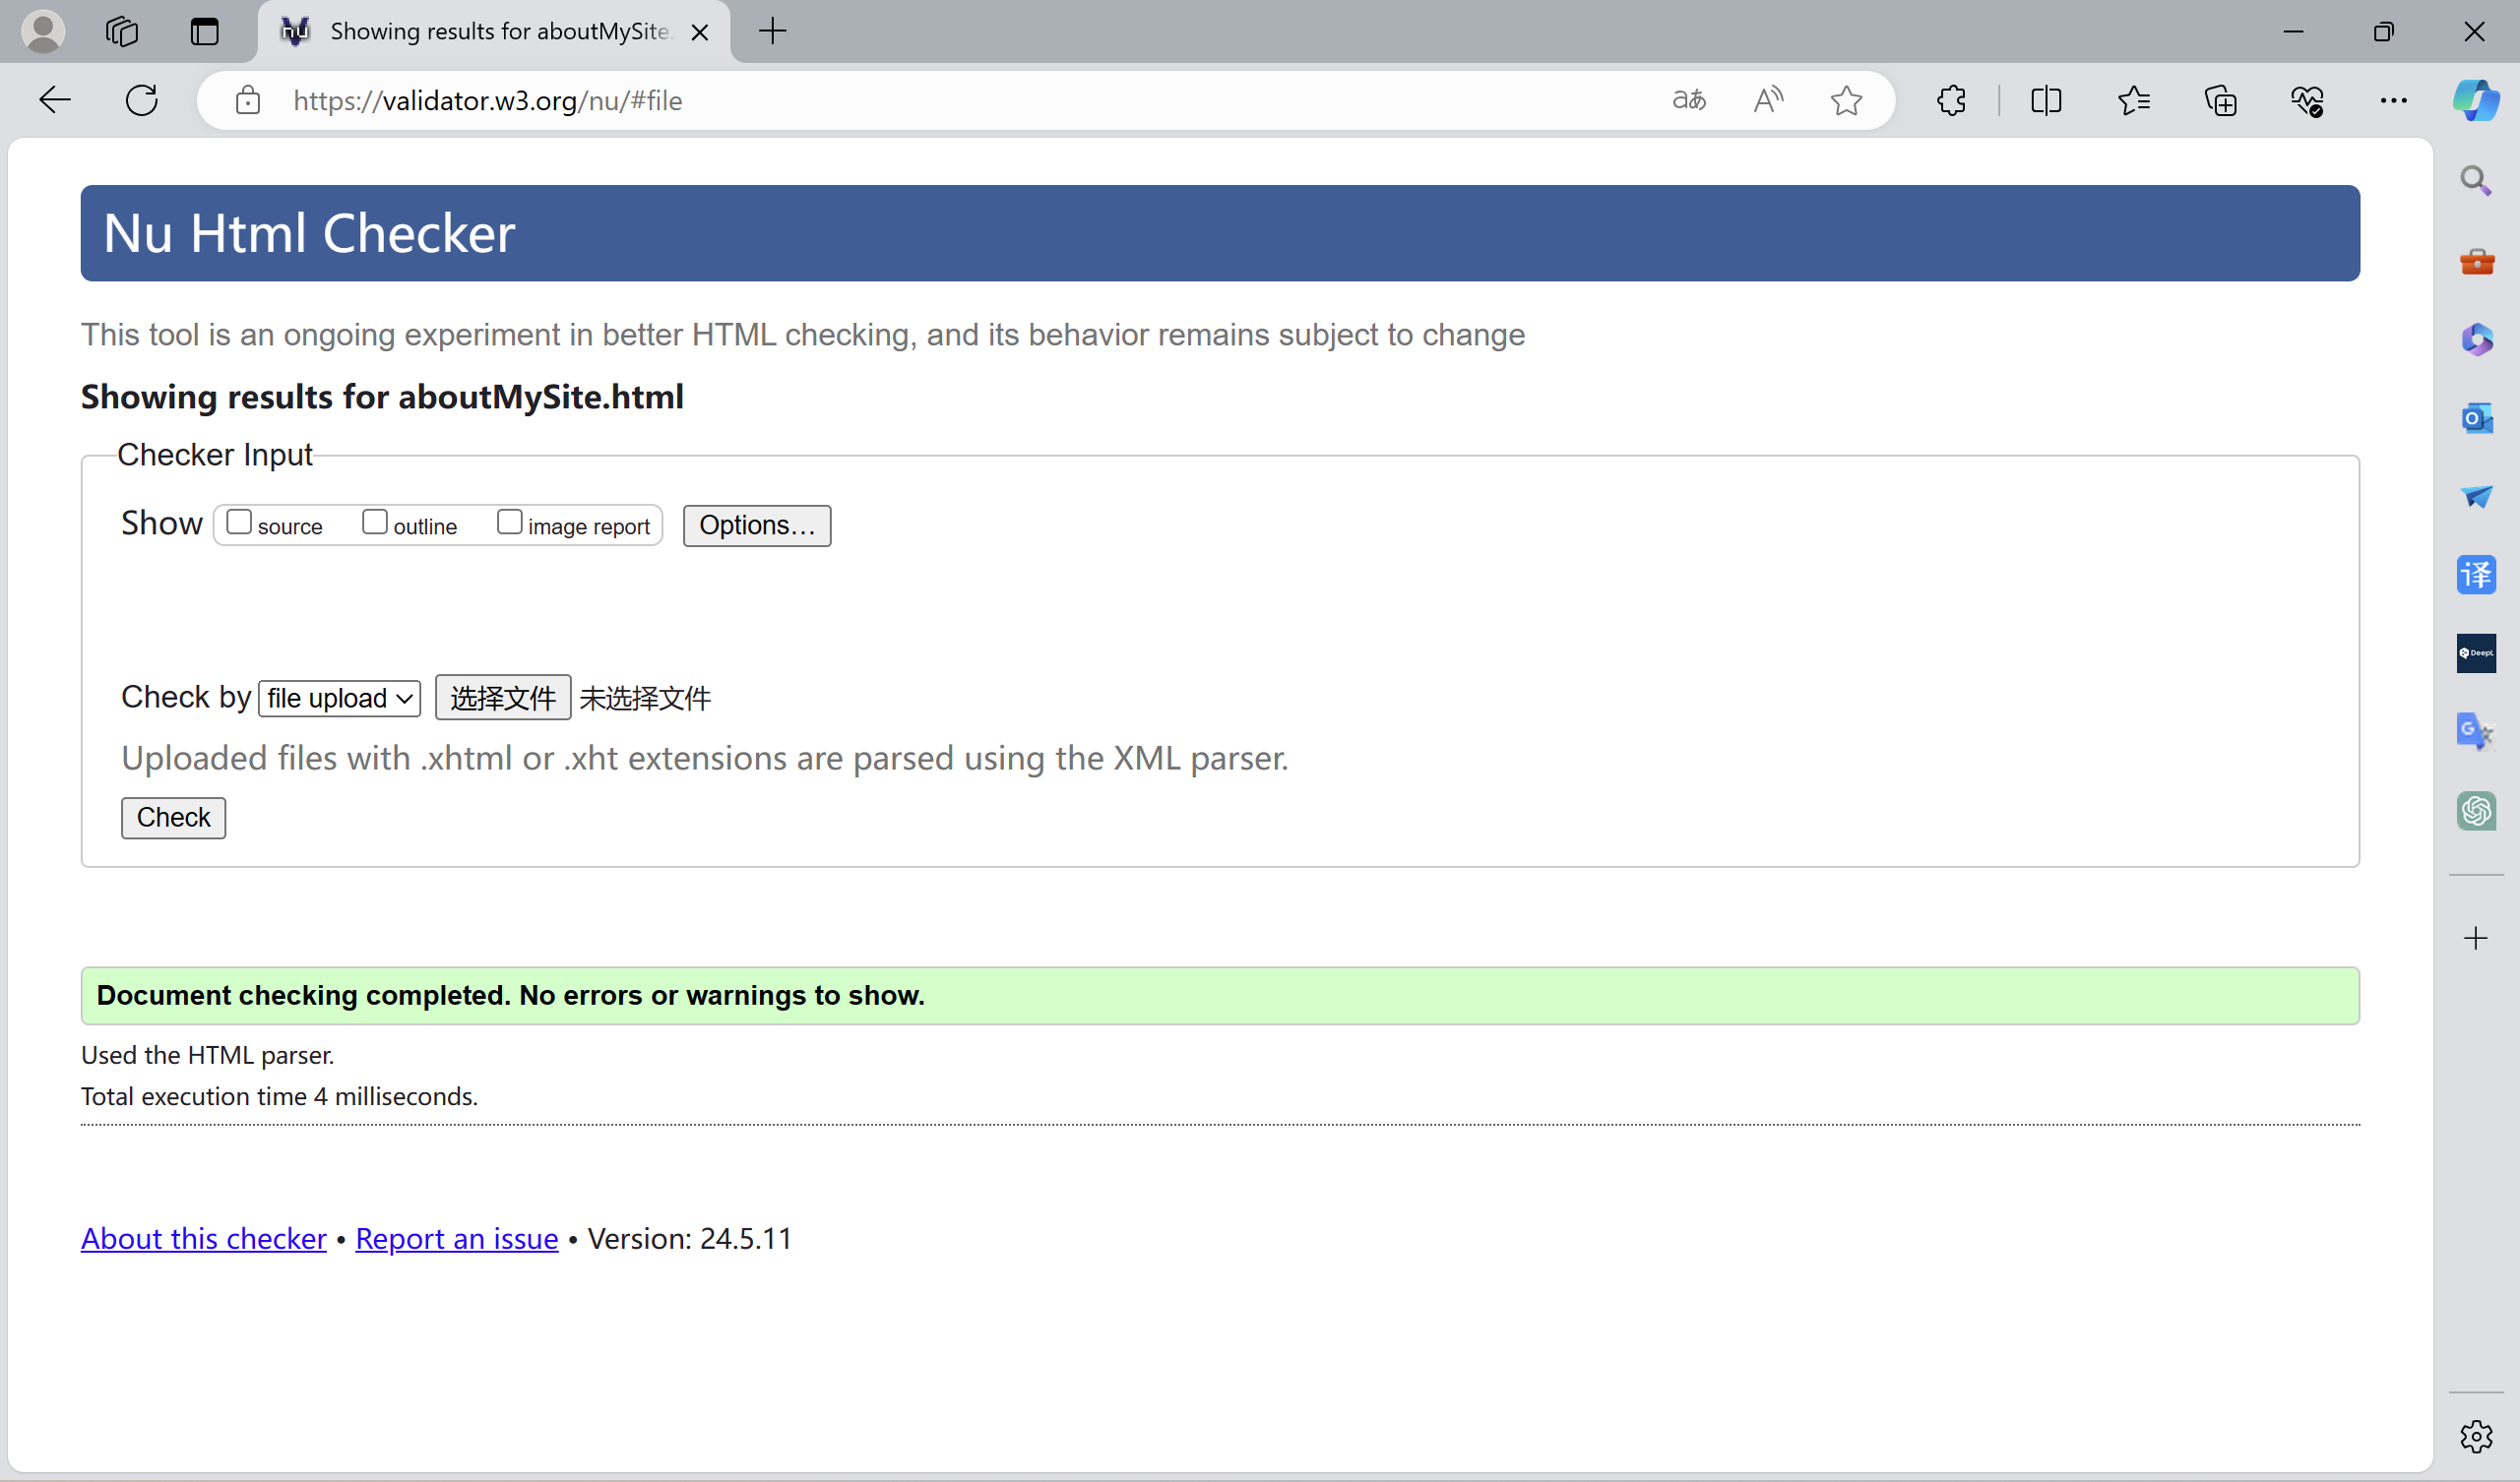 Showing results for aboutMySite.
https://validator.w3.org/nu/#file
Nu Html Checker
This tool is an ongoing experiment in better HTML checking, and its behavior remains subject to change
Showing results for aboutMySite.html
Checker Input
Show source outline image report Options…
Check by file upload 选择文件 未选择文件
Uploaded files with .xhtml or .xht extensions are parsed using the XML parser.
Check
Document checking completed. No errors or warnings to show.
Used the HTML parser.
Total execution time 4 milliseconds.
About this checker • Report an issue • Version: 24.5.11
译
DeepL